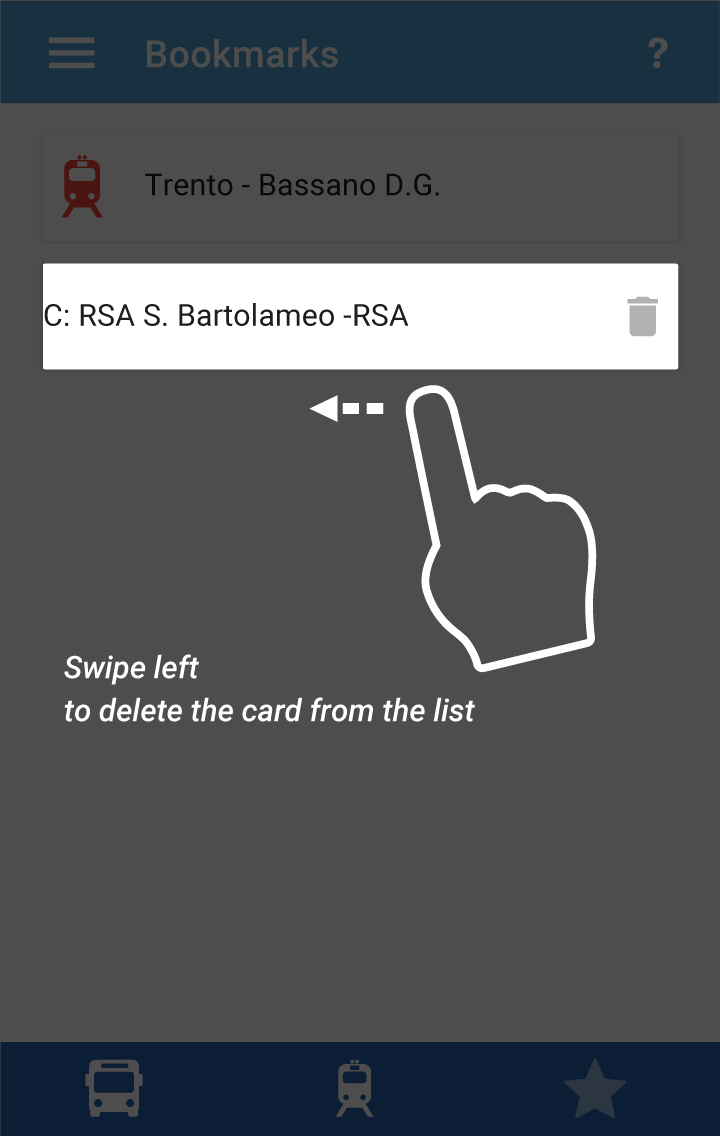 Bookmarks ?
Trento - Bassano D.G.
C: RSA S. Bartolameo -RSA
Swipe left
to delete the card from the list